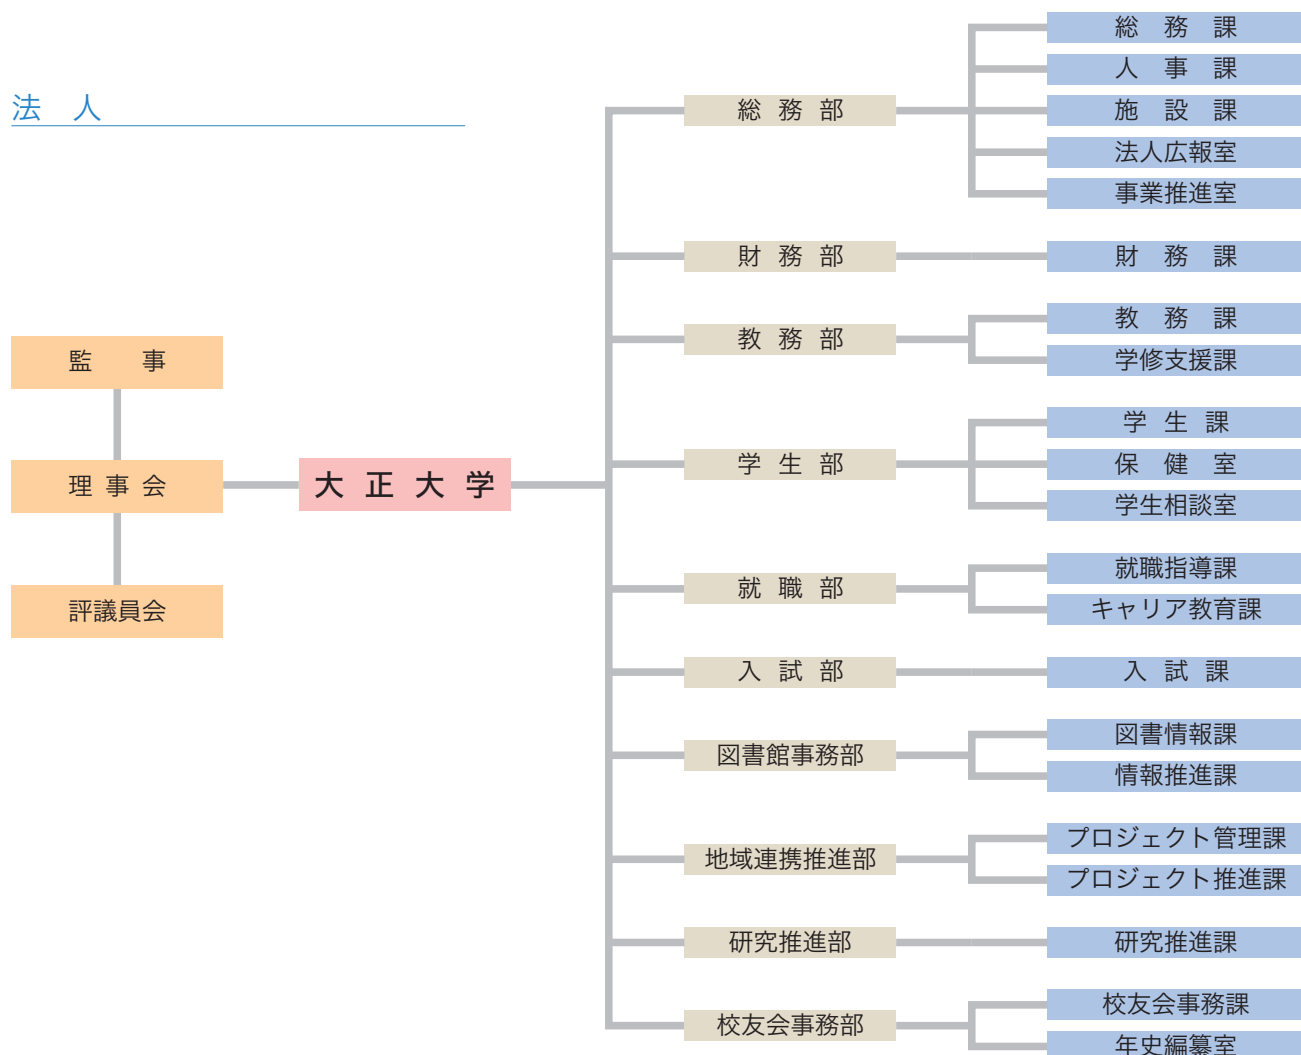 法 人
監 事
理事会
評議員会
大正大学
総務部
総務課
人事課
施設課
法人広報室
事業推進室
財務部
財務課
教務部
教務課
学修支援課
学生部
学生課
保健室
学生相談室
就職部
就職指導課
キャリア教育課
入試部
入試課
図書館事務部
図書情報課
情報推進課
地域連携推進部
プロジェクト管理課
プロジェクト推進課
研究推進部
研究推進課
校友会事務部
校友会事務課
年史編纂室